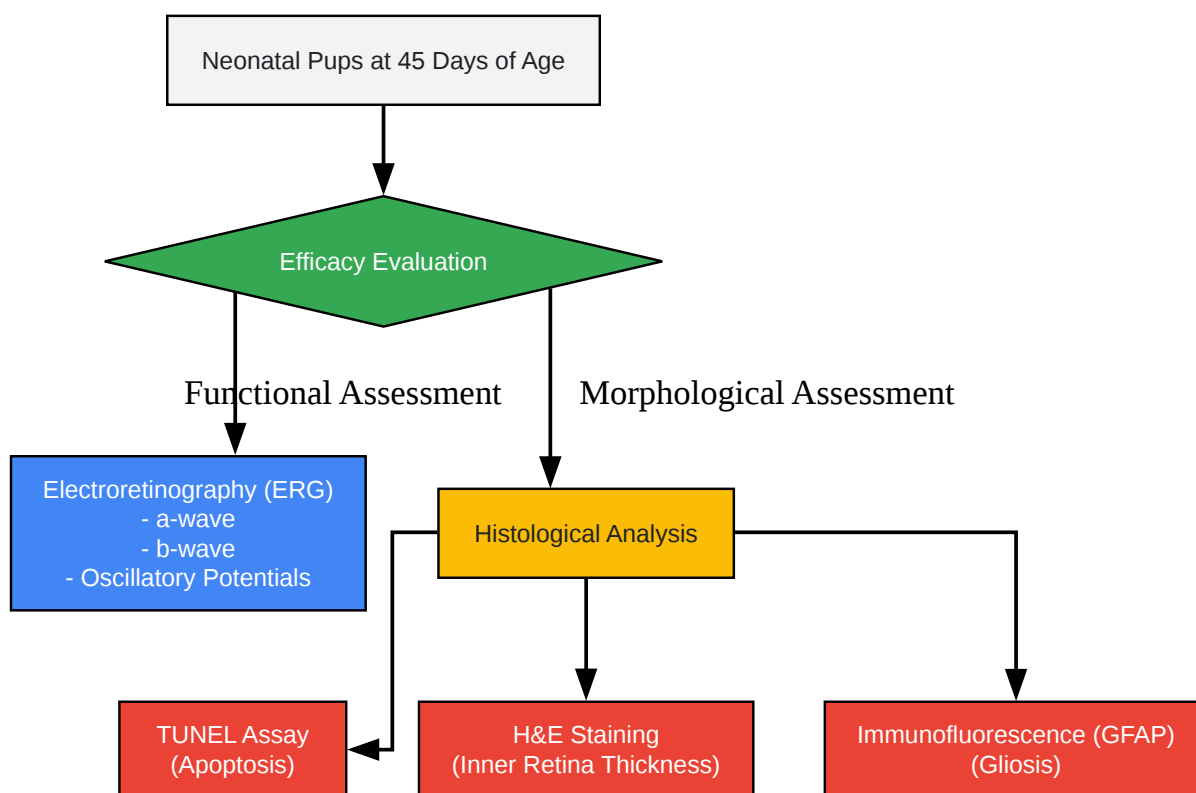 Neonatal Pups at 45 Days of Age
Efficacy Evaluation
Functional Assessment
Morphological Assessment
Electroretinography (ERG)
- a-wave
- b-wave
- Oscillatory Potentials
Histological Analysis
TUNEL Assay
(Apoptosis)
H&E Staining
(Inner Retina Thickness)
Immunofluorescence (GFAP)
(Gliosis)